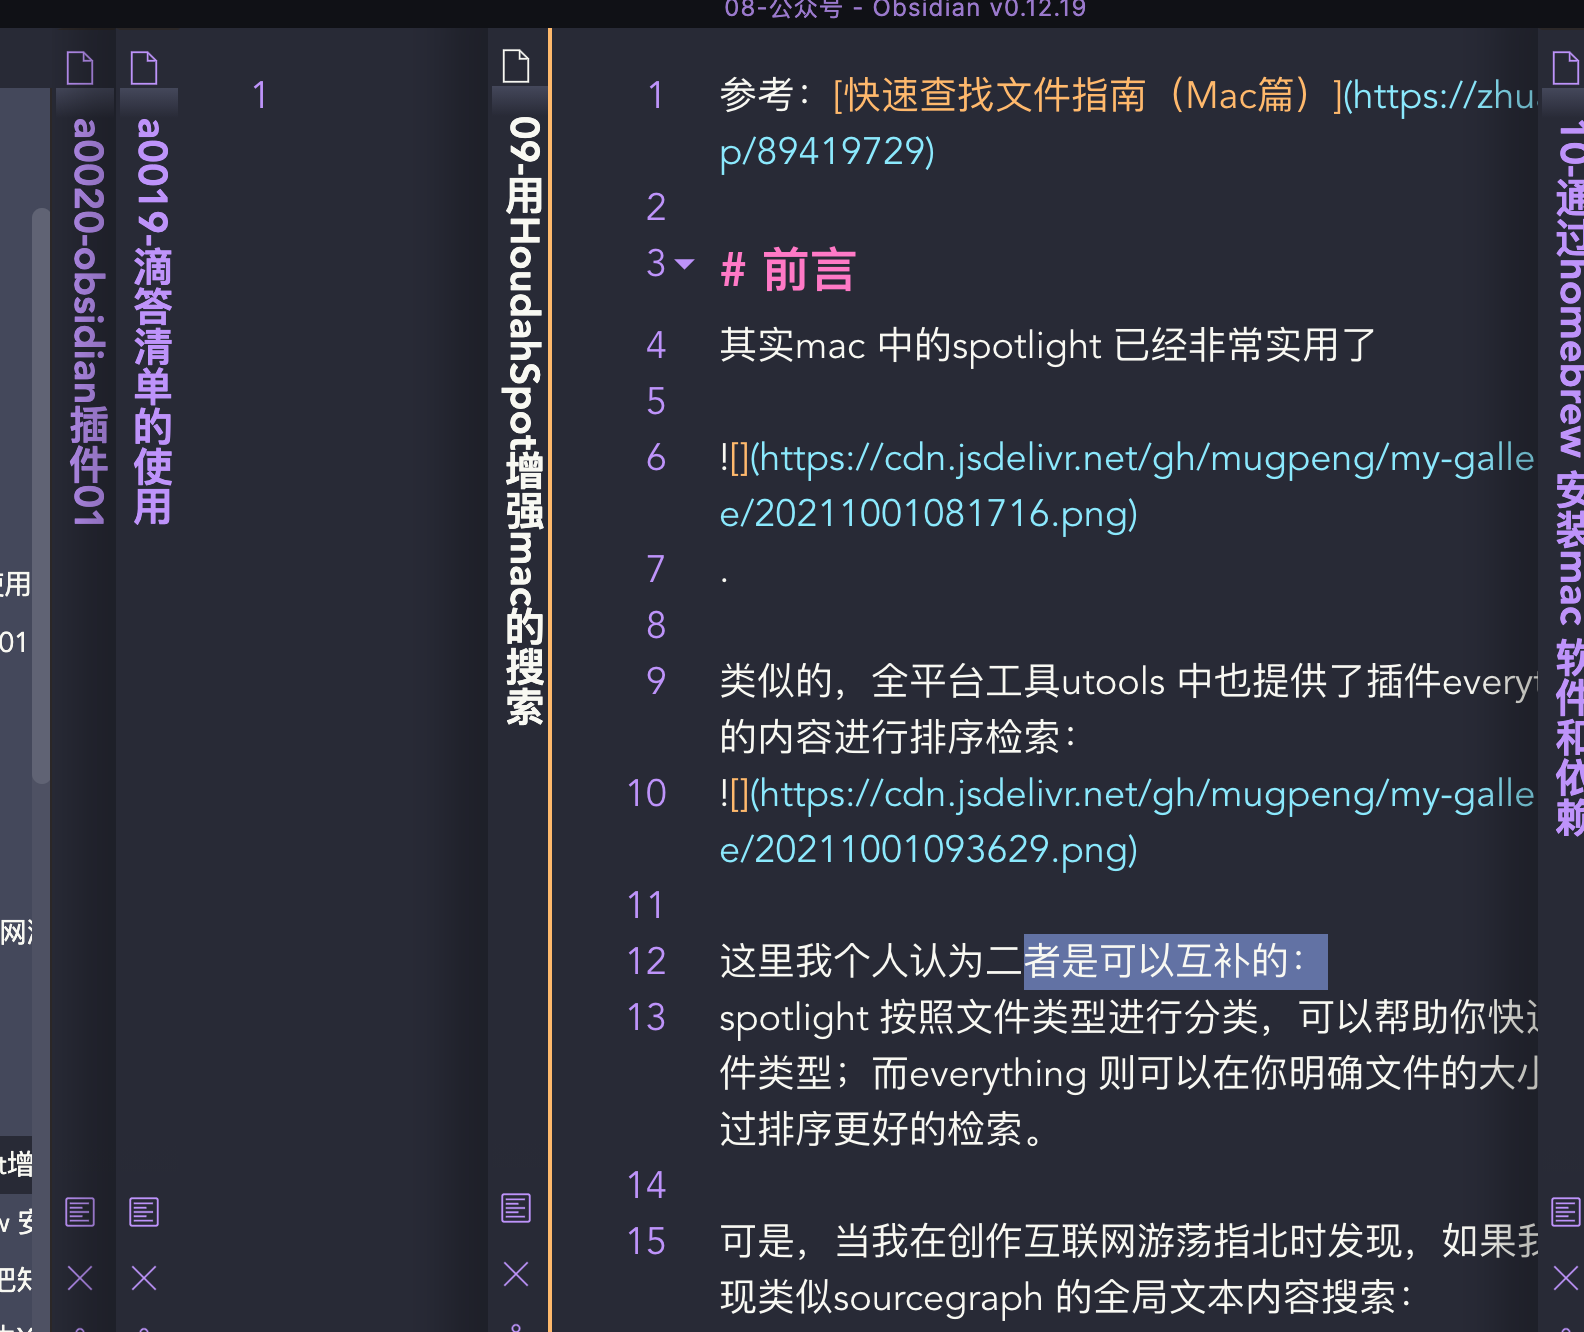 08-公众号 - Obsidian v0.12.19
使用
01
网游
t增
w 安
把知
a0020-obsidian插件01
a0019-滴答清单的使用
1
09-用HoudahSpot增强mac的搜索
1 参考：[快速查找文件指南（Mac篇）](https://zhu
p/89419729)
2
3 # 前言
4 其实mac 中的spotlight 已经非常实用了
5
6 ![](https://cdn.jsdelivr.net/gh/mugpeng/my-galle
e/20211001081716.png)
7 .
8
9 类似的，全平台工具utools 中也提供了插件everyt
的内容进行排序检索：
10 ![](https://cdn.jsdelivr.net/gh/mugpeng/my-galle
e/20211001093629.png)
11
12 这里我个人认为二者是可以互补的：
13 spotlight 按照文件类型进行分类，可以帮助你快速
件类型；而everything 则可以在你明确文件的大小
过排序更好的检索。
14
15 可是，当我在创作互联网游荡指北时发现，如果我
现类似sourcegraph 的全局文本内容搜索：
10-通过homebrew 安装mac 软件和依赖